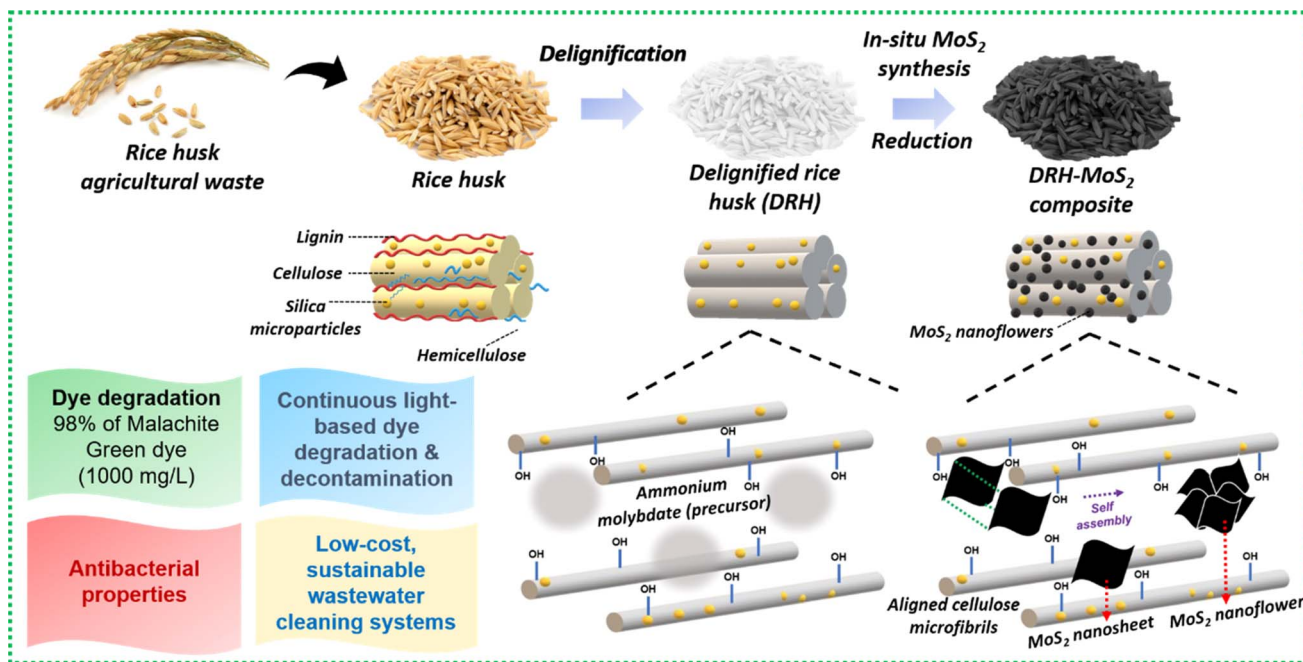 Rice husk
agricultural waste
Rice husk
Delignification
Delignified rice
husk (DRH)
In-situ MoS₂
synthesis
Reduction
DRH-MoS₂
composite
Lignin
Cellulose
Silica
microparticles
Hemicellulose
MoS₂ nanoflowers
Dye degradation
98% of Malachite
Green dye
(1000 mg/L)
Continuous light-
based dye
degradation &
decontamination
Antibacterial
properties
Low-cost,
sustainable
wastewater
cleaning systems
OH
OH
OH
OH
OH
Ammonium
molybdate (precursor)
OH
OH
OH
OH
OH
OH
OH
OH
OH
OH
OH
Self
assembly
OH
OH
OH
OH
OH
Aligned cellulose
microfibrils
MoS₂ nanosheet
MoS₂ nanoflower